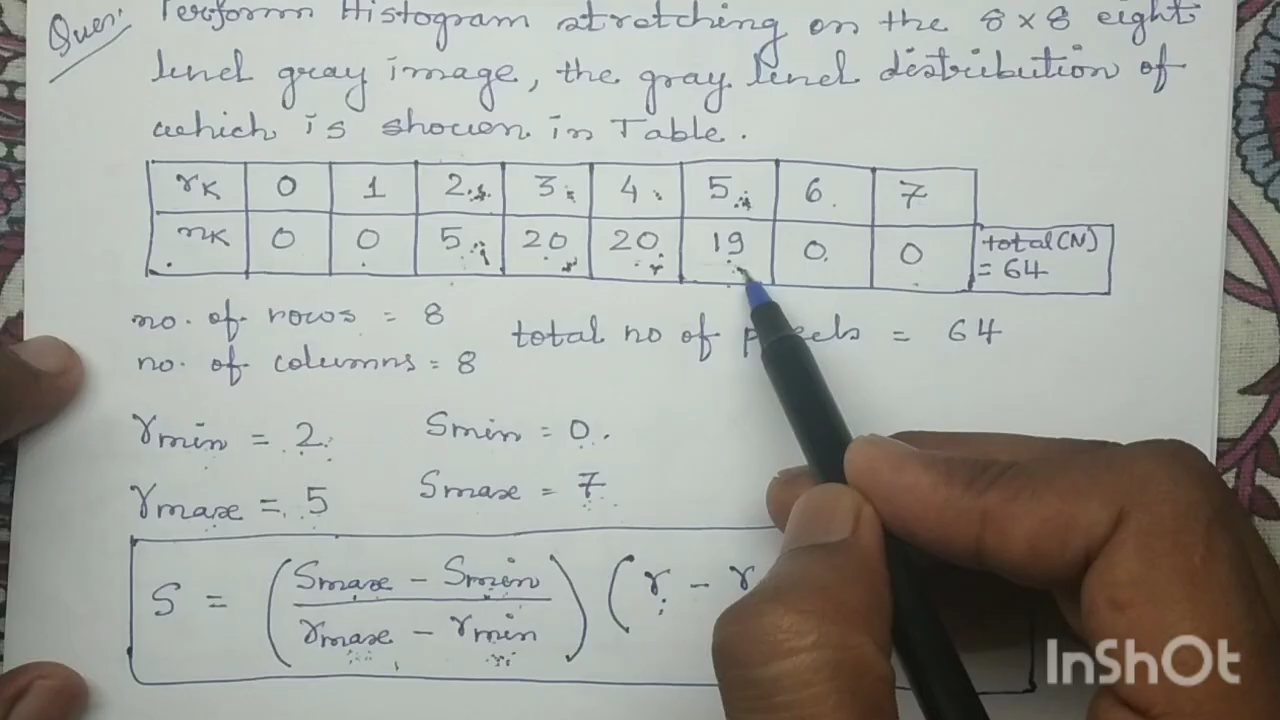 Ques: Perform Histogram stretching on the 8 x 8 eight
level gray image, the gray level distribution of
which is shown in Table.
rK 0 1 2 3 4 5 6 7
nK 0 0 5 20 20 19 0 0 total(N) = 64
no. of rows = 8
total no of pixels = 64
no. of columns = 8
rmin = 2. Smin = 0.
rmax = 5 Smax = 7
S = (Smax - Smin / rmax - rmin) (r - r
InShOt